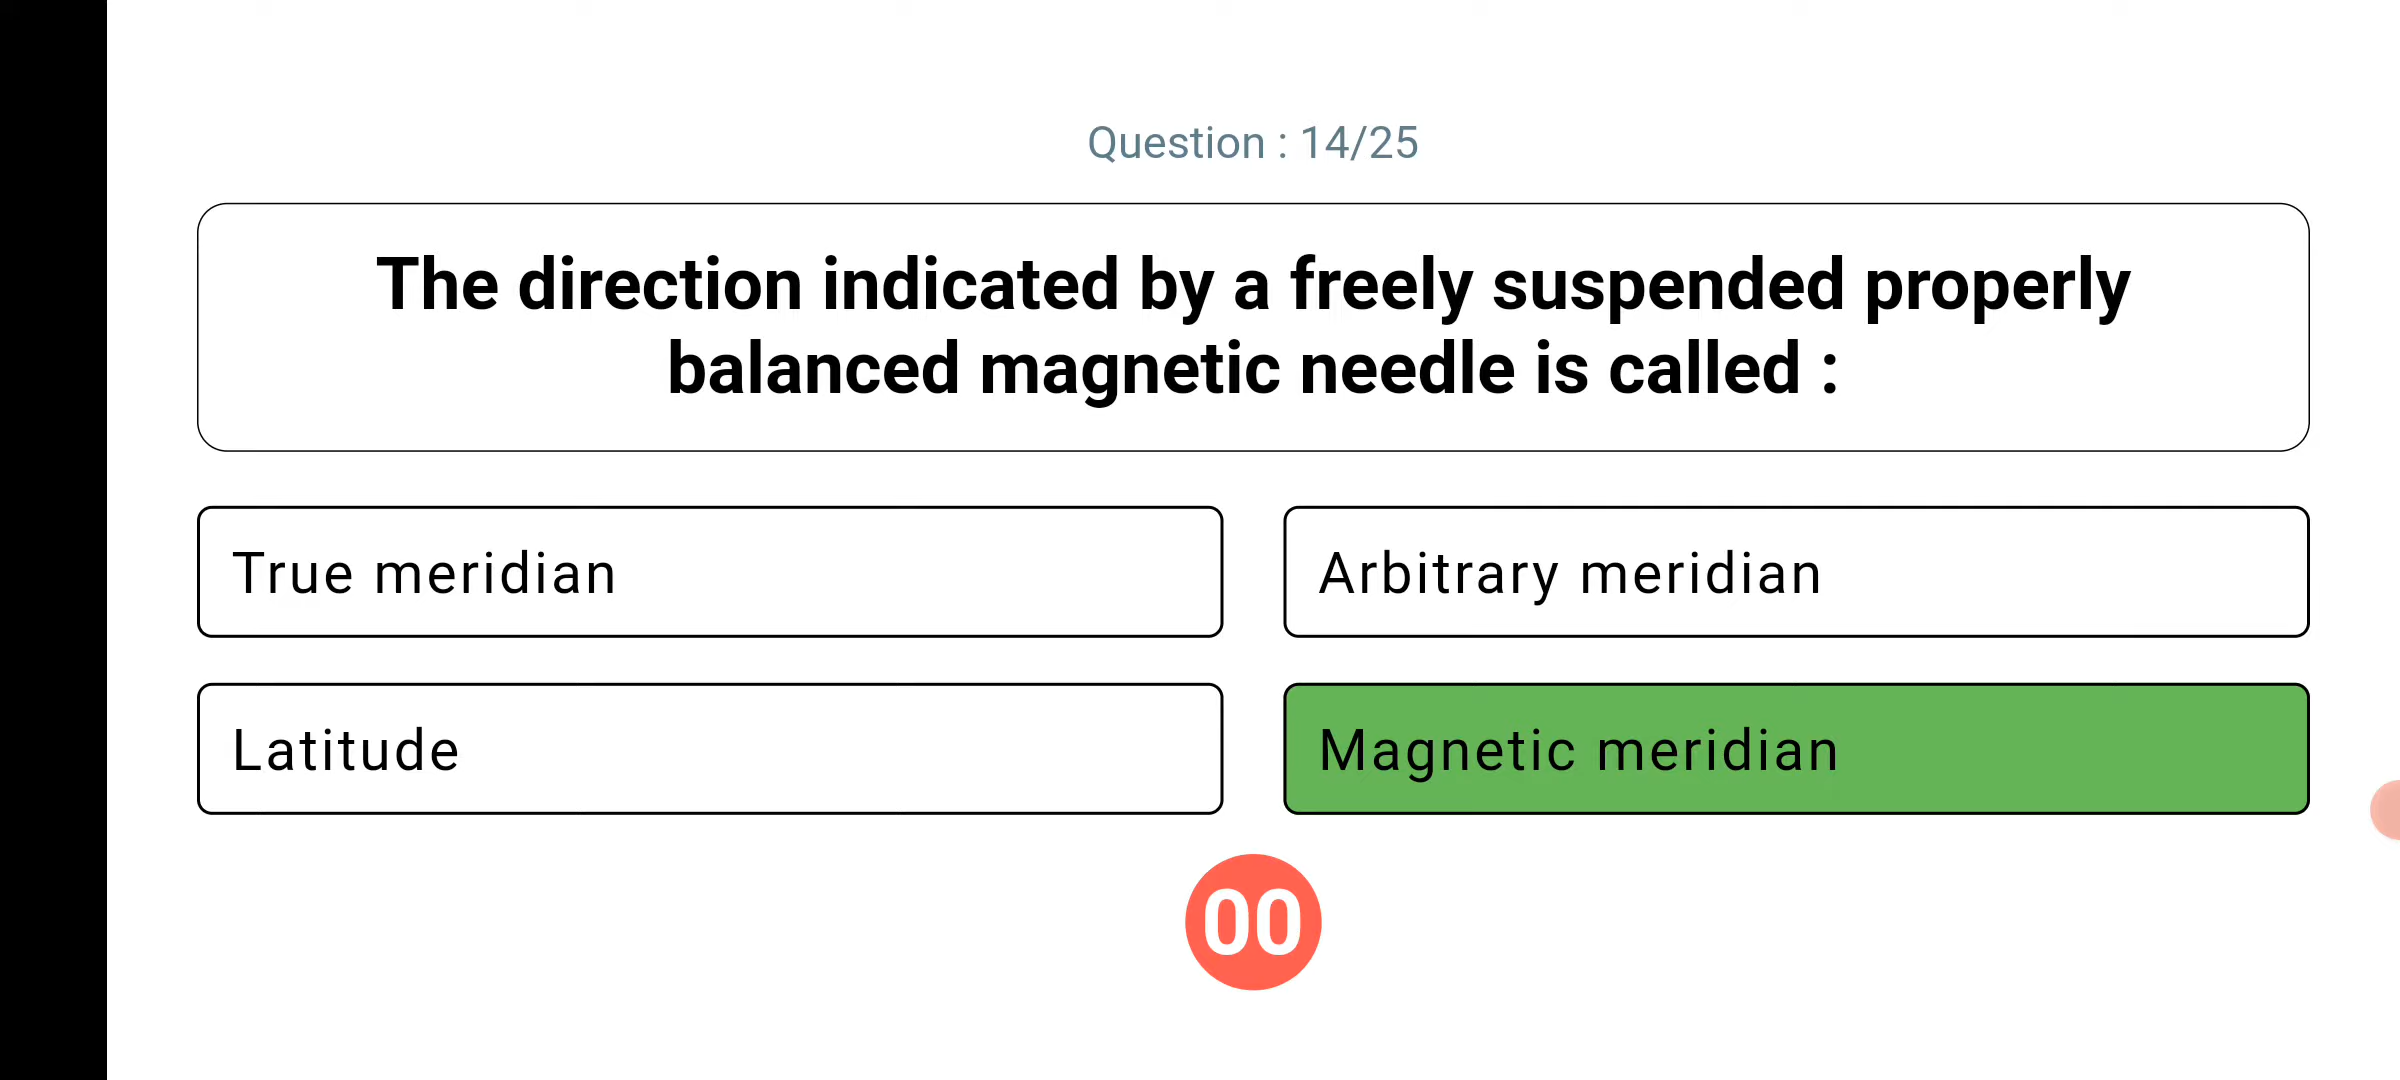 Question : 14/25
The direction indicated by a freely suspended properly
balanced magnetic needle is called :
True meridian
Arbitrary meridian
Latitude
Magnetic meridian
00